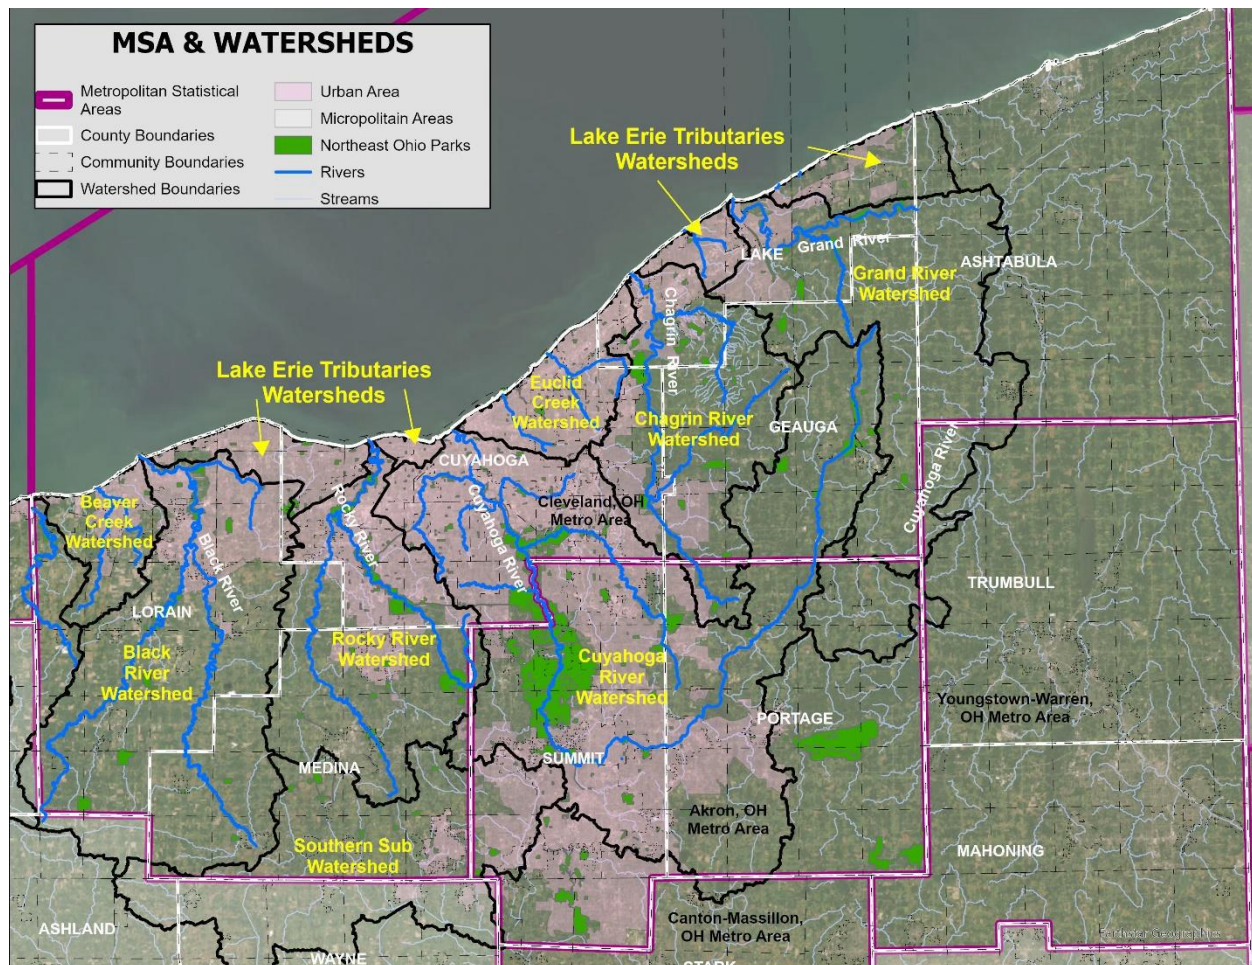 MSA & WATERSHEDS
Metropolitan Statistical
Areas
County Boundaries
Community Boundaries
Watershed Boundaries
Urban Area
Micropolitain Areas
Northeast Ohio Parks
Rivers
Streams
Lake Erie Tributaries
Watersheds
LAKE
Grand River
ASHTABULA
Grand River
Watershed
Chagrin River
Lake Erie Tributaries
Watersheds
Euclid
Creek
Watershed
Chagrin River
Watershed
GEAUGA
Cuyahoga River
CUYAHOGA
Cleveland, OH
Metro Area
Rocky River
Cuyahoga River
Beaver
Creek
Watershed
Black River
LORAIN
TRUMBULL
Black
River
Watershed
Rocky River
Watershed
Cuyahoga
River
Watershed
Youngstown-Warren,
OH Metro Area
PORTAGE
SUMMIT
MEDINA
Akron, OH
Metro Area
Southern Sub
Watershed
MAHONING
ASHLAND
Canton-Massillon,
OH Metro Area
Earthstar Geographics
WAYNE
STARK